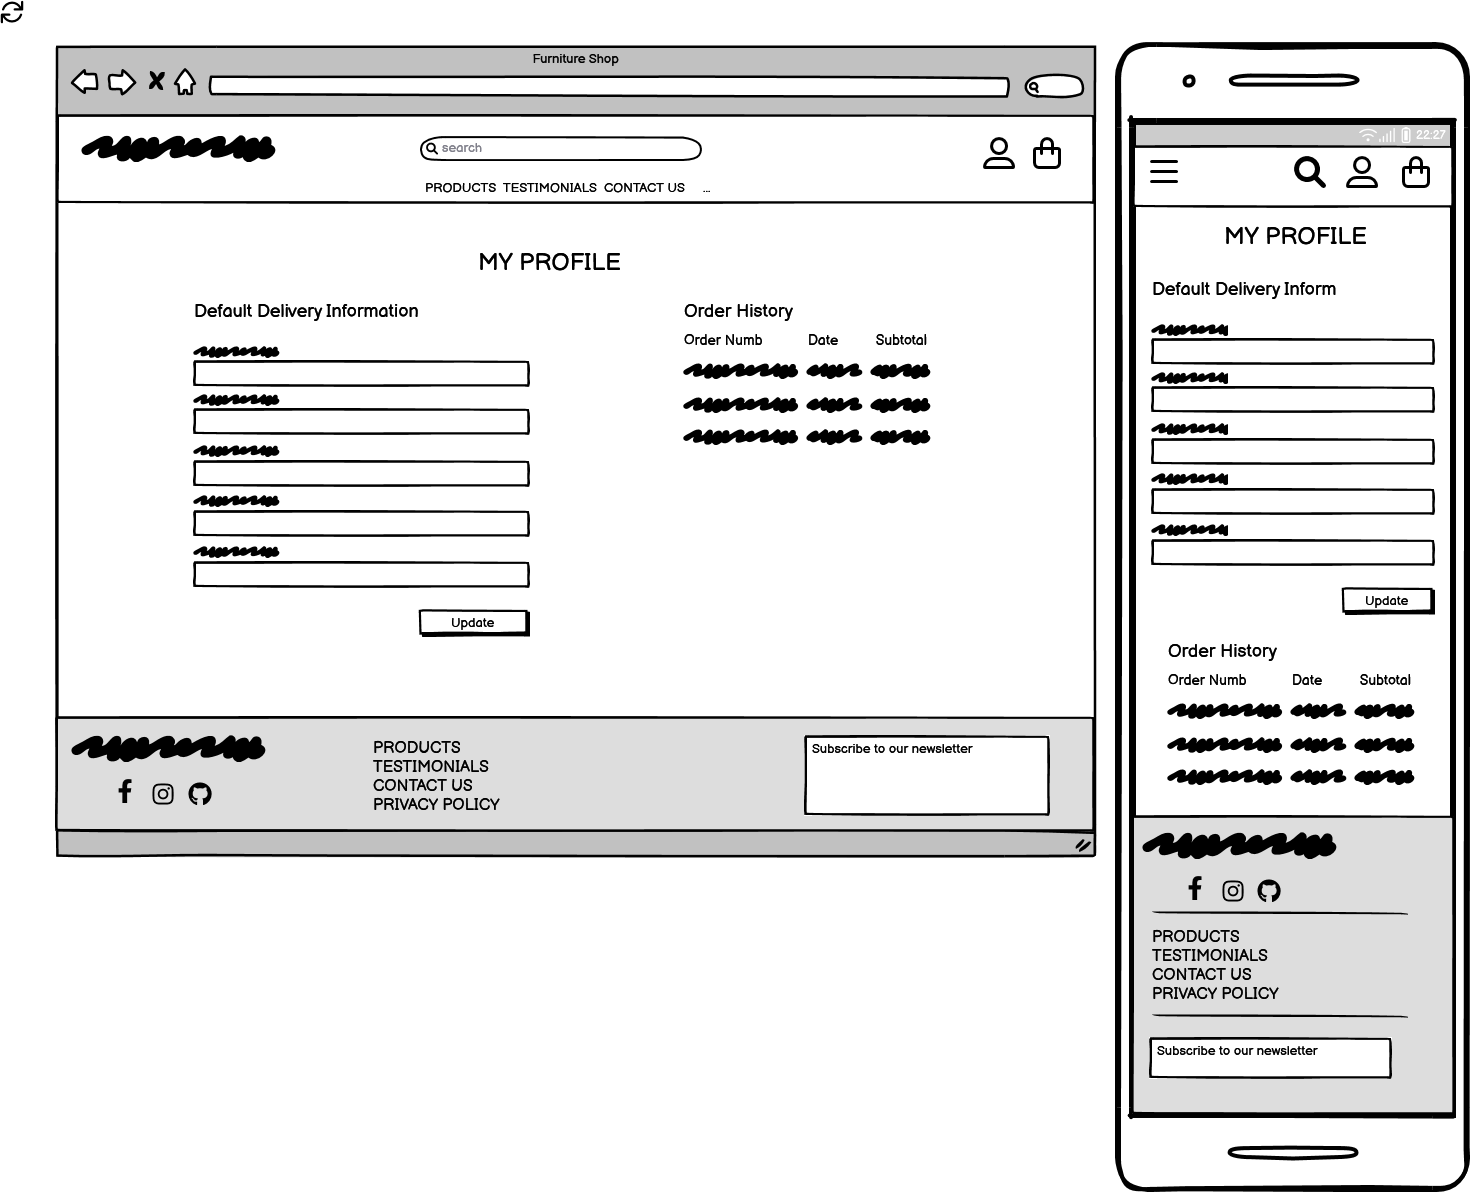 Furniture Shop
search
PRODUCTS TESTIMONIALS CONTACT US ...
MY PROFILE
Default Delivery Information
Order History
Order Numb Date Subtotal
Update
PRODUCTS
TESTIMONIALS
CONTACT US
PRIVACY POLICY
Subscribe to our newsletter
22:27
MY PROFILE
Default Delivery Inform
Update
Order History
Order Numb Date Subtotal
PRODUCTS
TESTIMONIALS
CONTACT US
PRIVACY POLICY
Subscribe to our newsletter